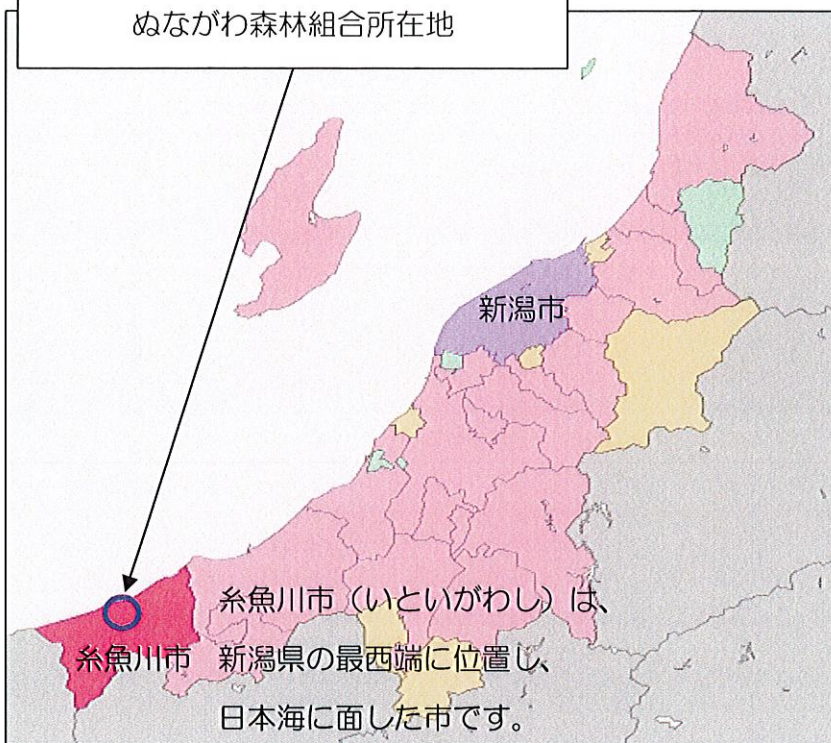 ぬながわ森林組合所在地
新潟市
糸魚川市（いといがわし）は、
糸魚川市 新潟県の最西端に位置し、
日本海に面した市です。